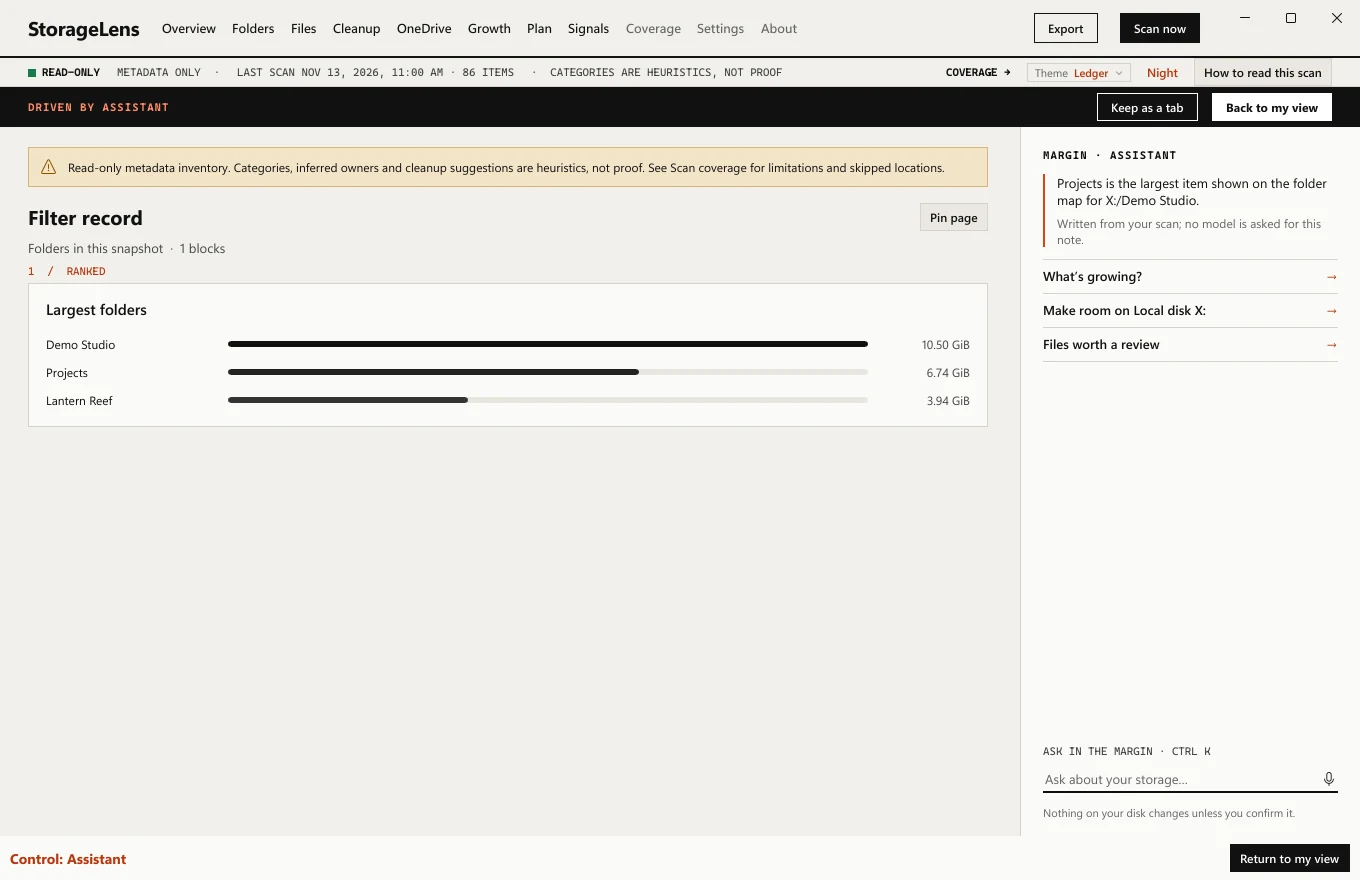 StorageLens Overview Folders Files Cleanup OneDrive Growth Plan Signals Coverage Settings About Export Scan now
READ-ONLY METADATA ONLY · LAST SCAN NOV 13, 2026, 11:00 AM · 86 ITEMS · CATEGORIES ARE HEURISTICS, NOT PROOF COVERAGE → Theme Ledger Night How to read this scan
DRIVEN BY ASSISTANT Keep as a tab Back to my view
Read-only metadata inventory. Categories, inferred owners and cleanup suggestions are heuristics, not proof. See Scan coverage for limitations and skipped locations.
Filter record Pin page
Folders in this snapshot · 1 blocks
1 / RANKED
Largest folders
Demo Studio 10.50 GiB
Projects 6.74 GiB
Lantern Reef 3.94 GiB
MARGIN · ASSISTANT
Projects is the largest item shown on the folder
map for X:/Demo Studio.
Written from your scan; no model is asked for this
note.
What's growing? →
Make room on Local disk X: →
Files worth a review →
ASK IN THE MARGIN · CTRL K
Ask about your storage...
Nothing on your disk changes unless you confirm it.
Control: Assistant Return to my view